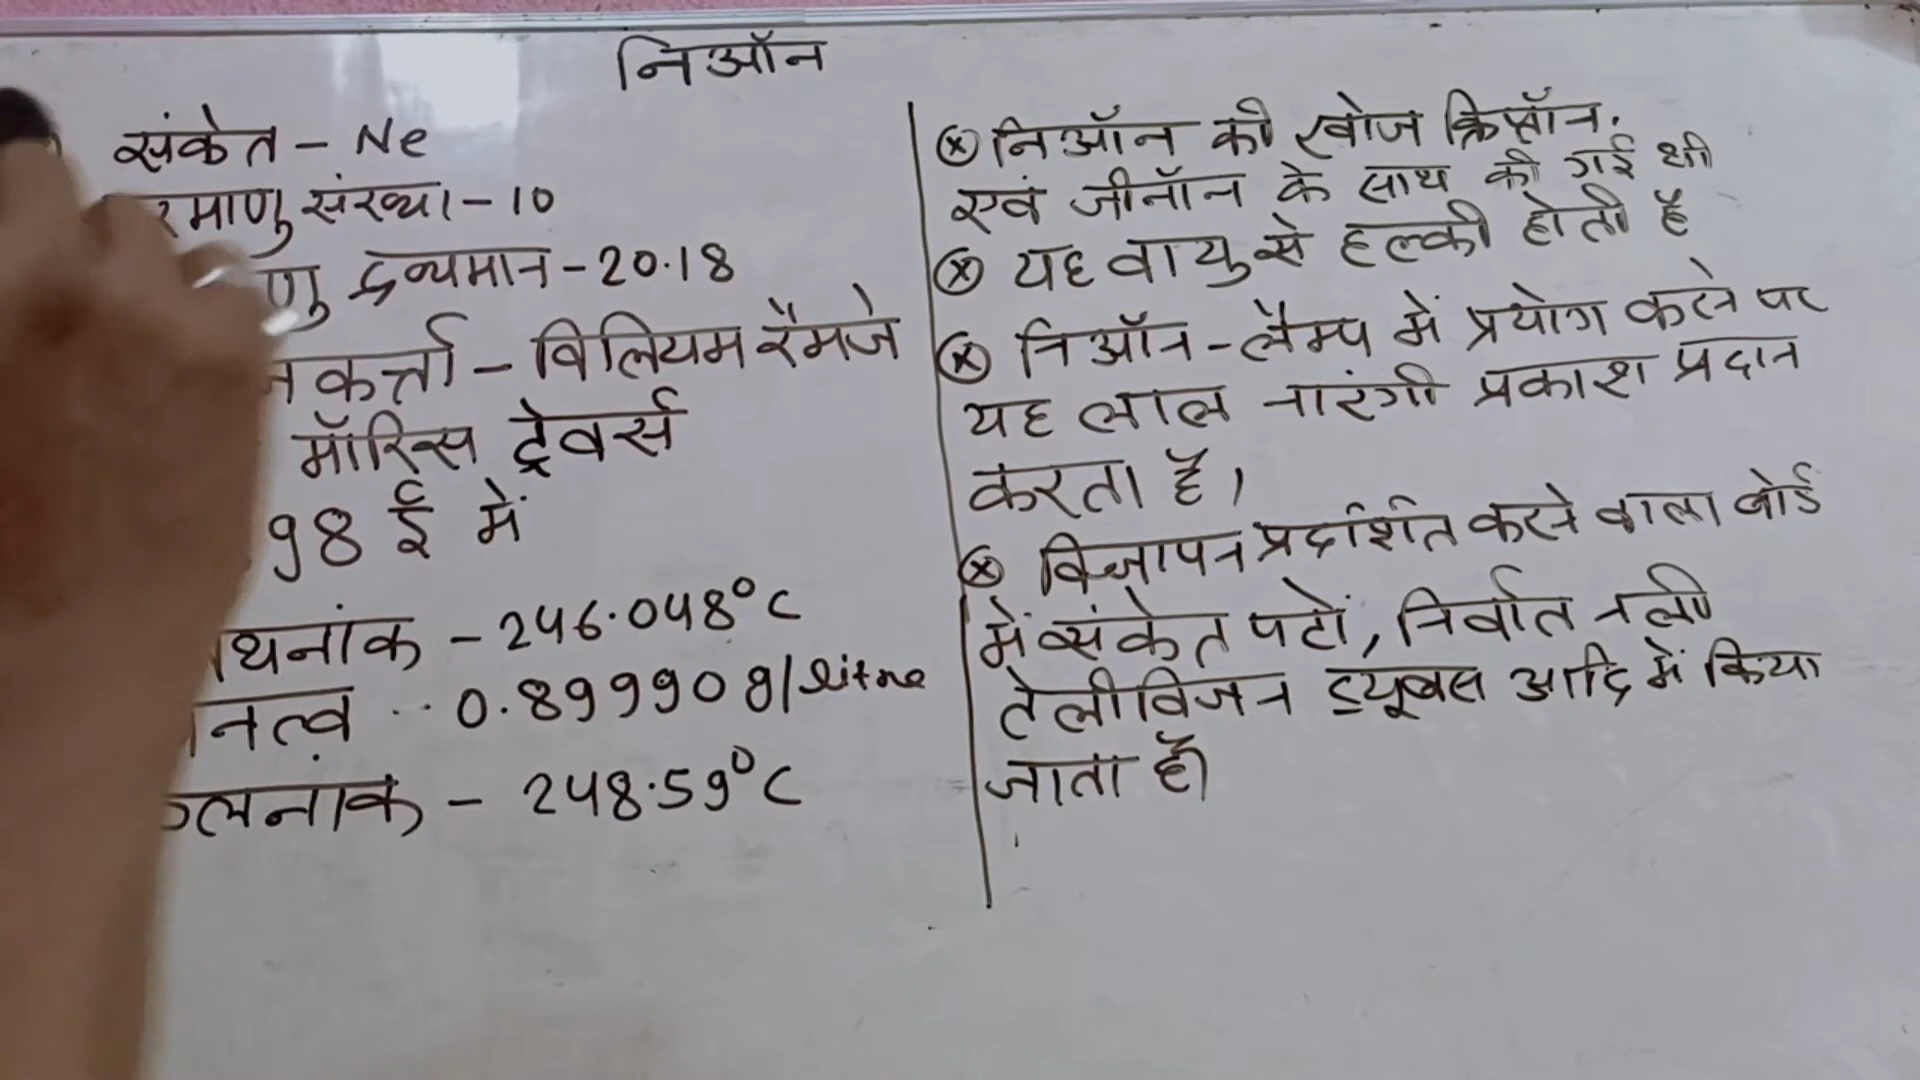 निऑन
संकेत - Ne
रमाणु संख्या - 10
णु द्रव्यमान - 20.18
कर्त्ता - विलियम रैमजे
मॉरिस ट्रेवर्स
98 ई में
थनांक - 246.048°C
नत्व - 0.89990 g/litre
गलनांक - 248.59°C
⊗ निऑन की खोज क्रिप्टॉन.
एवं जीनॉन के साथ की गई थी
⊗ यह वायु से हल्की होती है
⊗ निऑन-लैम्प में प्रयोग करने पर
यह लाल नारंगी प्रकाश प्रदान
करता है।
⊗ विज्ञापन प्रदर्शित करने वाला बोर्ड
में संकेत पटों, निर्वात नली
टेलीविजन ट्यूबस आदि में किया
जाता है।